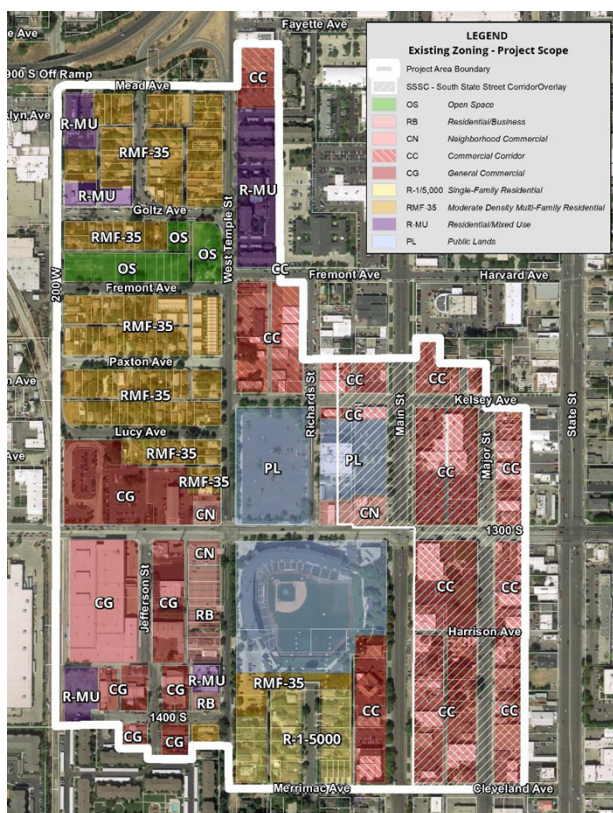 Fayette Ave
e Ave
900 S Off Ramp
LEGEND
Existing Zoning - Project Scope
Project Area Boundary
SSSC - South State Street CorridorOverlay
OS Open Space
RB Residential/Business
CN Neighborhood Commercial
CC Commercial Corridor
CG General Commercial
R-1/5,000 Single-Family Residential
RMF-35 Moderate Density Multi-Family Residential
R-MU Residential/Mixed Use
PL Public Lands
Mead Ave
CC
klyn Ave
R-MU
RMF-35
R-MU
R-MU
Goltz Ave
West Temple St
RMF-35
OS
OS
OS
200 W
CC
Fremont Ave
Fremont Ave
Harvard Ave
RMF-35
CC
Paxton Ave
n Ave
Richards St
CC
Main St
CC
Kelsey Ave
State St
RMF-35
CC
Lucy Ave
Major St
RMF-35
Ave
PL
PL
CC
CC
CG
RMF-35
CN
CN
1300 S
CN
CC
CC
CG
Jefferson St
CG
RB
Harrison Ave
R-MU
CG
CG
R-MU
RMF-35
RB
CC
CC
CC
1400 S
CG
CG
R-1-5000
Merrimac Ave
Cleveland Ave